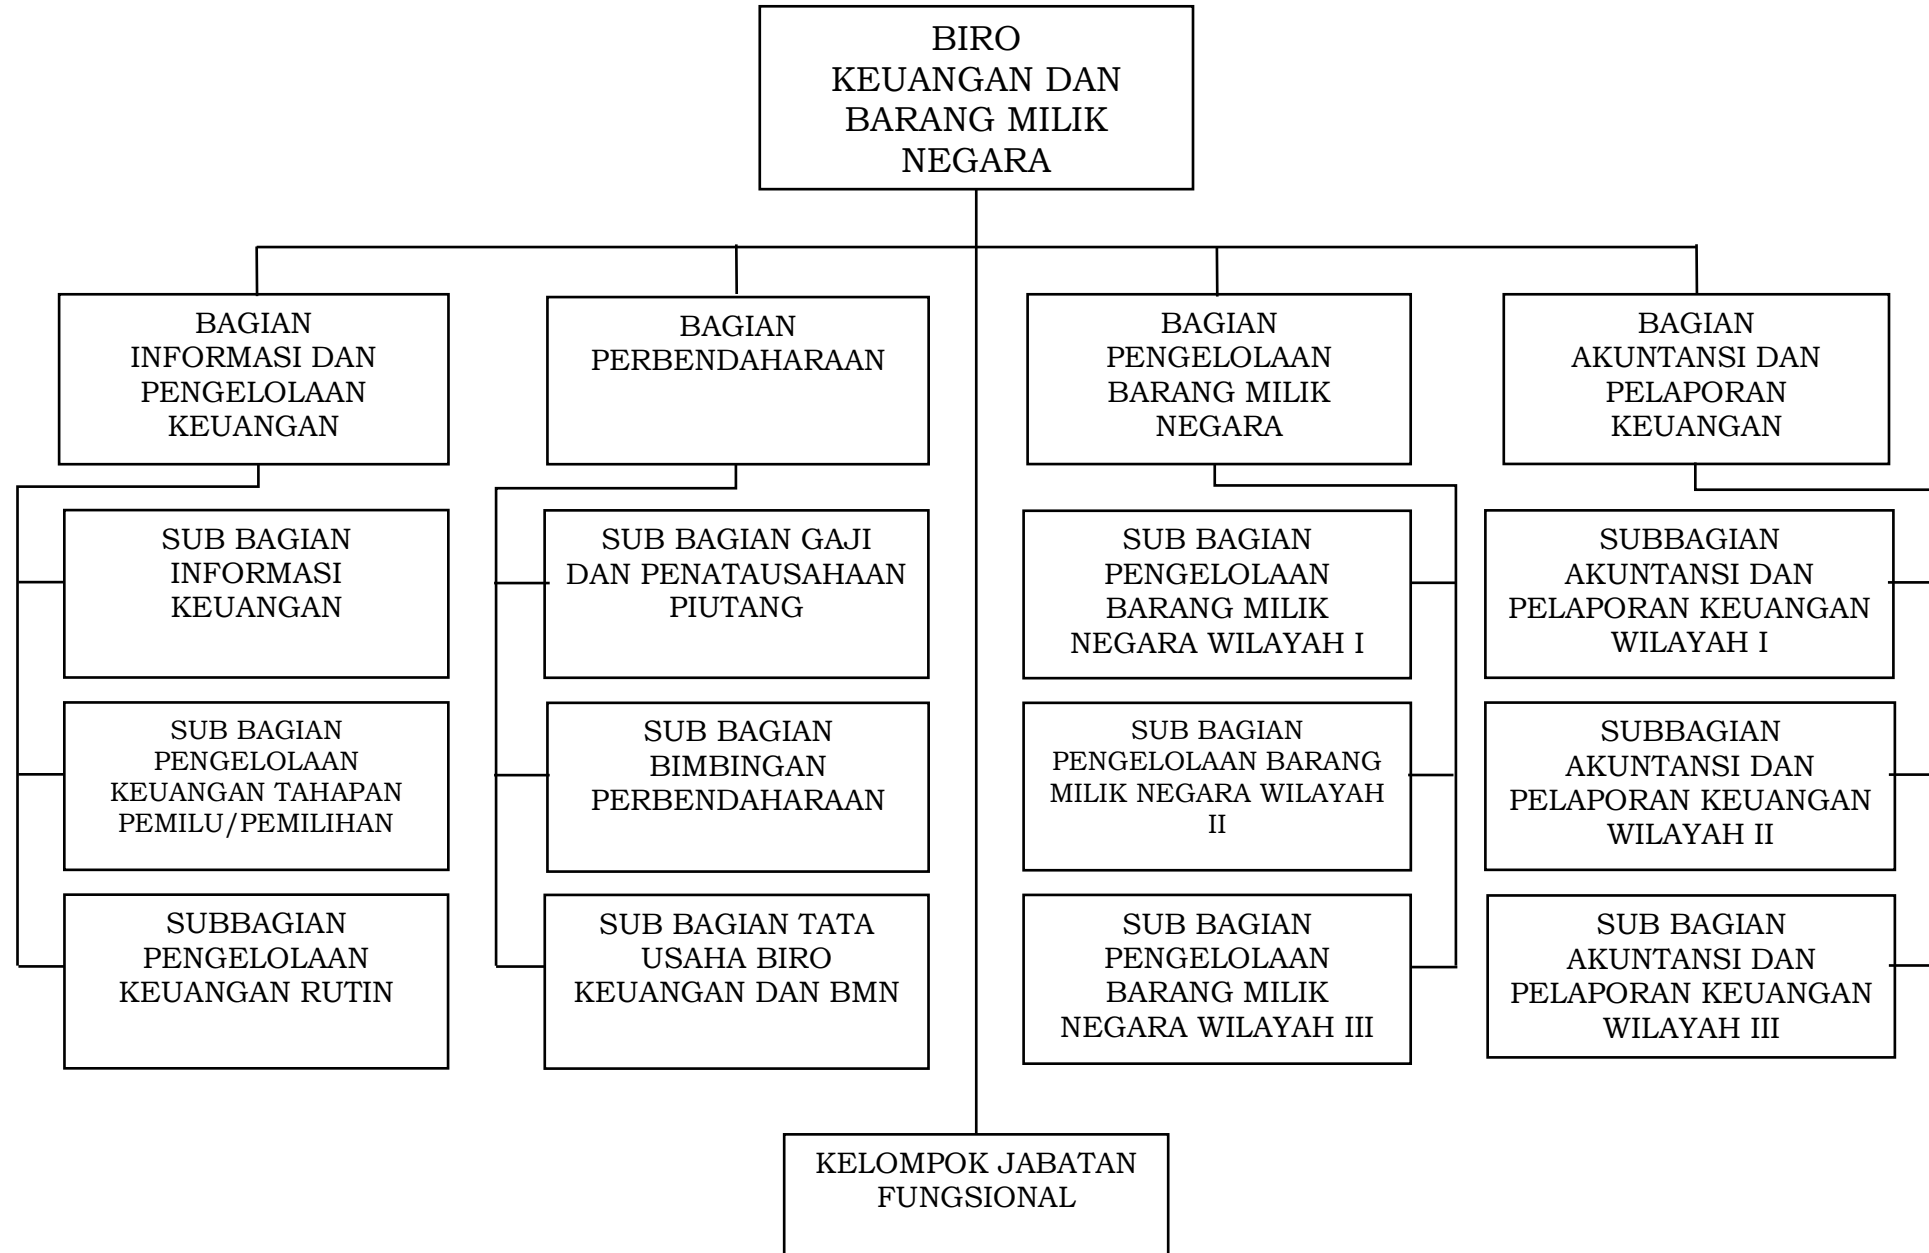 BIRO
KEUANGAN DAN
BARANG MILIK
NEGARA
BAGIAN
INFORMASI DAN
PENGELOLAAN
KEUANGAN
BAGIAN
PERBENDAHARAAN
BAGIAN
PENGELOLAAN
BARANG MILIK
NEGARA
BAGIAN
AKUNTANSI DAN
PELAPORAN
KEUANGAN
SUB BAGIAN
INFORMASI
KEUANGAN
SUB BAGIAN GAJI
DAN PENATAUSAHAAN
PIUTANG
SUB BAGIAN
PENGELOLAAN
BARANG MILIK
NEGARA WILAYAH I
SUBBAGIAN
AKUNTANSI DAN
PELAPORAN KEUANGAN
WILAYAH I
SUB BAGIAN
PENGELOLAAN
KEUANGAN TAHAPAN
PEMILU/PEMILIHAN
SUB BAGIAN
BIMBINGAN
PERBENDAHARAAN
SUB BAGIAN
PENGELOLAAN BARANG
MILIK NEGARA WILAYAH
II
SUBBAGIAN
AKUNTANSI DAN
PELAPORAN KEUANGAN
WILAYAH II
SUBBAGIAN
PENGELOLAAN
KEUANGAN RUTIN
SUB BAGIAN TATA
USAHA BIRO
KEUANGAN DAN BMN
SUB BAGIAN
PENGELOLAAN
BARANG MILIK
NEGARA WILAYAH III
SUB BAGIAN
AKUNTANSI DAN
PELAPORAN KEUANGAN
WILAYAH III
KELOMPOK JABATAN
FUNGSIONAL